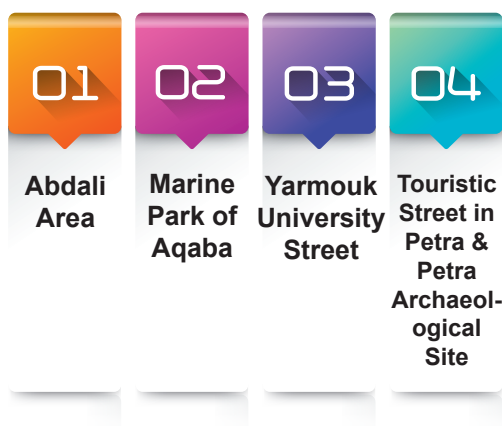 01
Abdali
Area
02
Marine
Park of
Aqaba
03
Yarmouk
University
Street
04
Touristic
Street in
Petra &
Petra
Archaeol-
ogical
Site